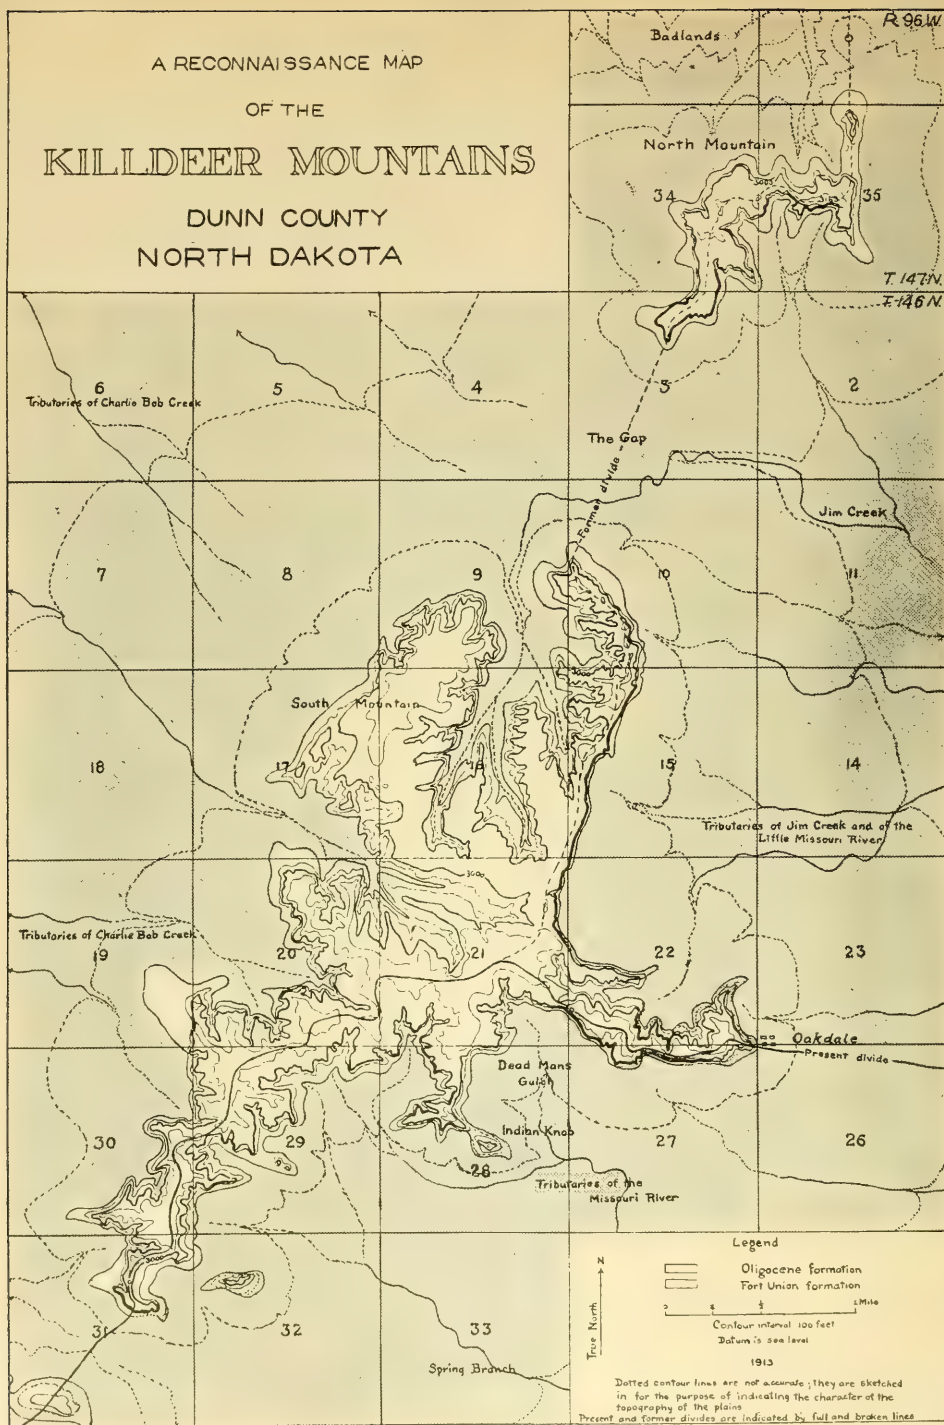 A RECONNAISSANCE MAP
OF THE
KILLDEER MOUNTAINS
DUNN COUNTY
NORTH DAKOTA
R. 96 W.
Badlands
North Mountain
34
3000
35
T. 147 N.
T. 146 N.
6
5
4
3
2
Tributaries of Charlie Bob Creek
The Gap
Former divide
Jim Creek
7
8
9
10
11
3000
South Mountain
18
17
16
15
14
Tributaries of Jim Creek and of the
Little Missouri River
3000
Tributaries of Charlie Bob Creek
19
20
21
22
23
Oakdale
Present divide
Dead Mans
Gulch
Indian Knob
30
29
28
27
26
Tributaries of the
Missouri River
3000
31
32
33
Spring Branch
Legend
Oligocene formation
Fort Union formation
N
True North
0
1 Mile
Contour interval 100 feet
Datum is sea level
1913
Dotted contour lines are not accurate; they are sketched
in for the purpose of indicating the character of the
topography of the plains
Present and former divides are indicated by full and broken lines